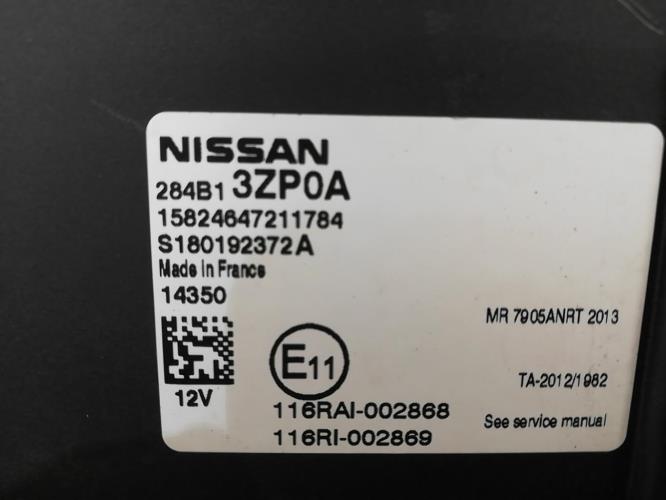 NISSAN
284B1 3ZP0A
15824647211784
S180192372A
Made in France
14350
MR 7905ANRT 2013
E11
TA-2012/1982
12V
116RAI-002868
See service manual
116RI-002869